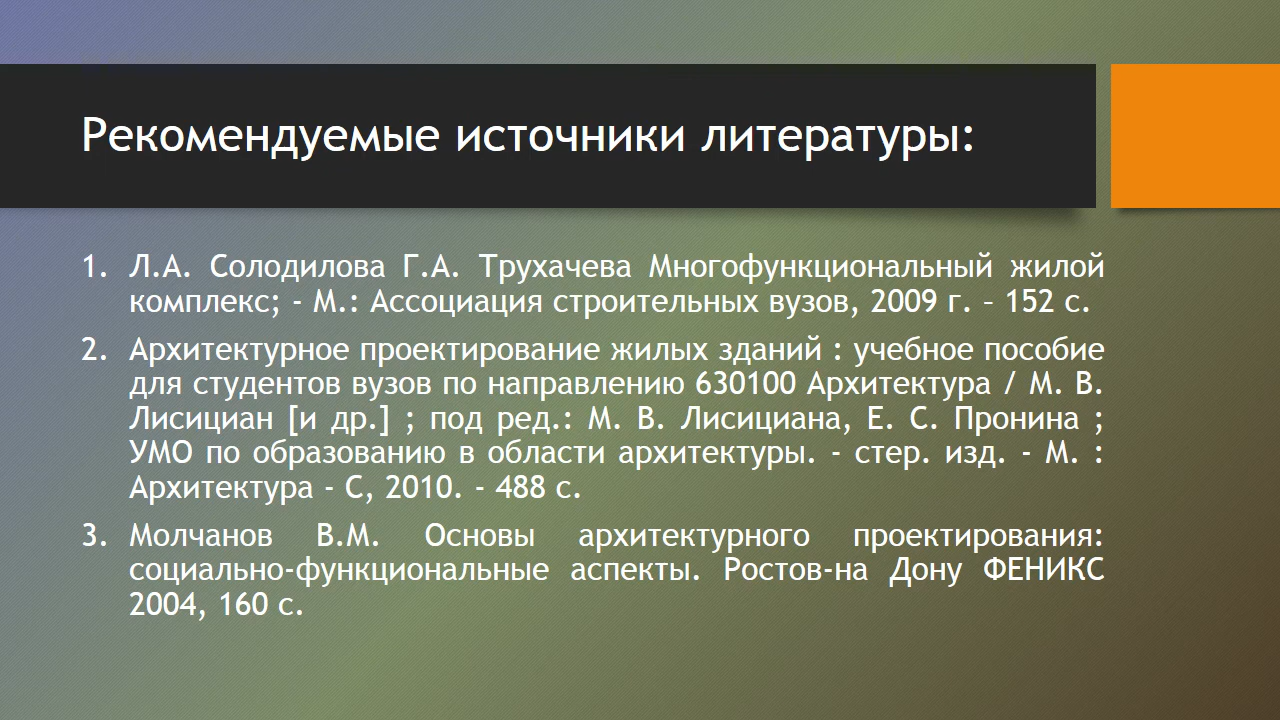 Рекомендуемые источники литературы:
1. Л.А. Солодилова Г.А. Трухачева Многофункциональный жилой
комплекс; - М.: Ассоциация строительных вузов, 2009 г. – 152 с.
2. Архитектурное проектирование жилых зданий : учебное пособие
для студентов вузов по направлению 630100 Архитектура / М. В.
Лисициан [и др.] ; под ред.: М. В. Лисициана, Е. С. Пронина ;
УМО по образованию в области архитектуры. - стер. изд. - М. :
Архитектура - С, 2010. - 488 с.
3. Молчанов В.М. Основы архитектурного проектирования:
социально-функциональные аспекты. Ростов-на Дону ФЕНИКС
2004, 160 с.